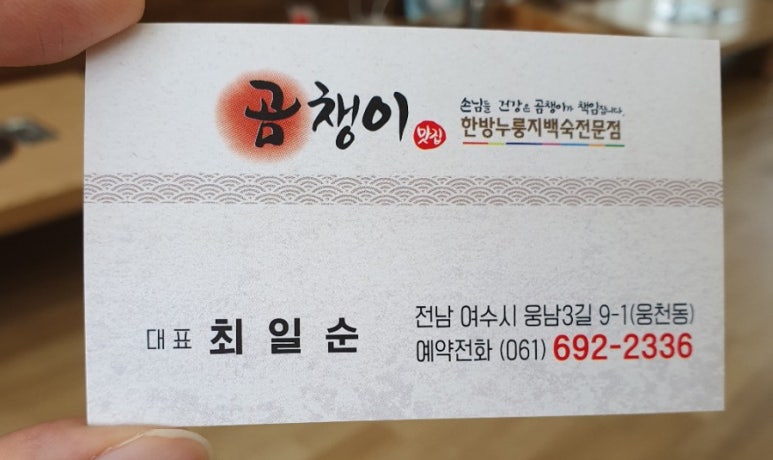 곰챙이 맛집
손님들 건강은 곰챙이가 책임집니다.
한방누룽지백숙전문점
대표 최일순
전남 여수시 웅남3길 9-1(웅천동)
예약전화 (061) 692-2336